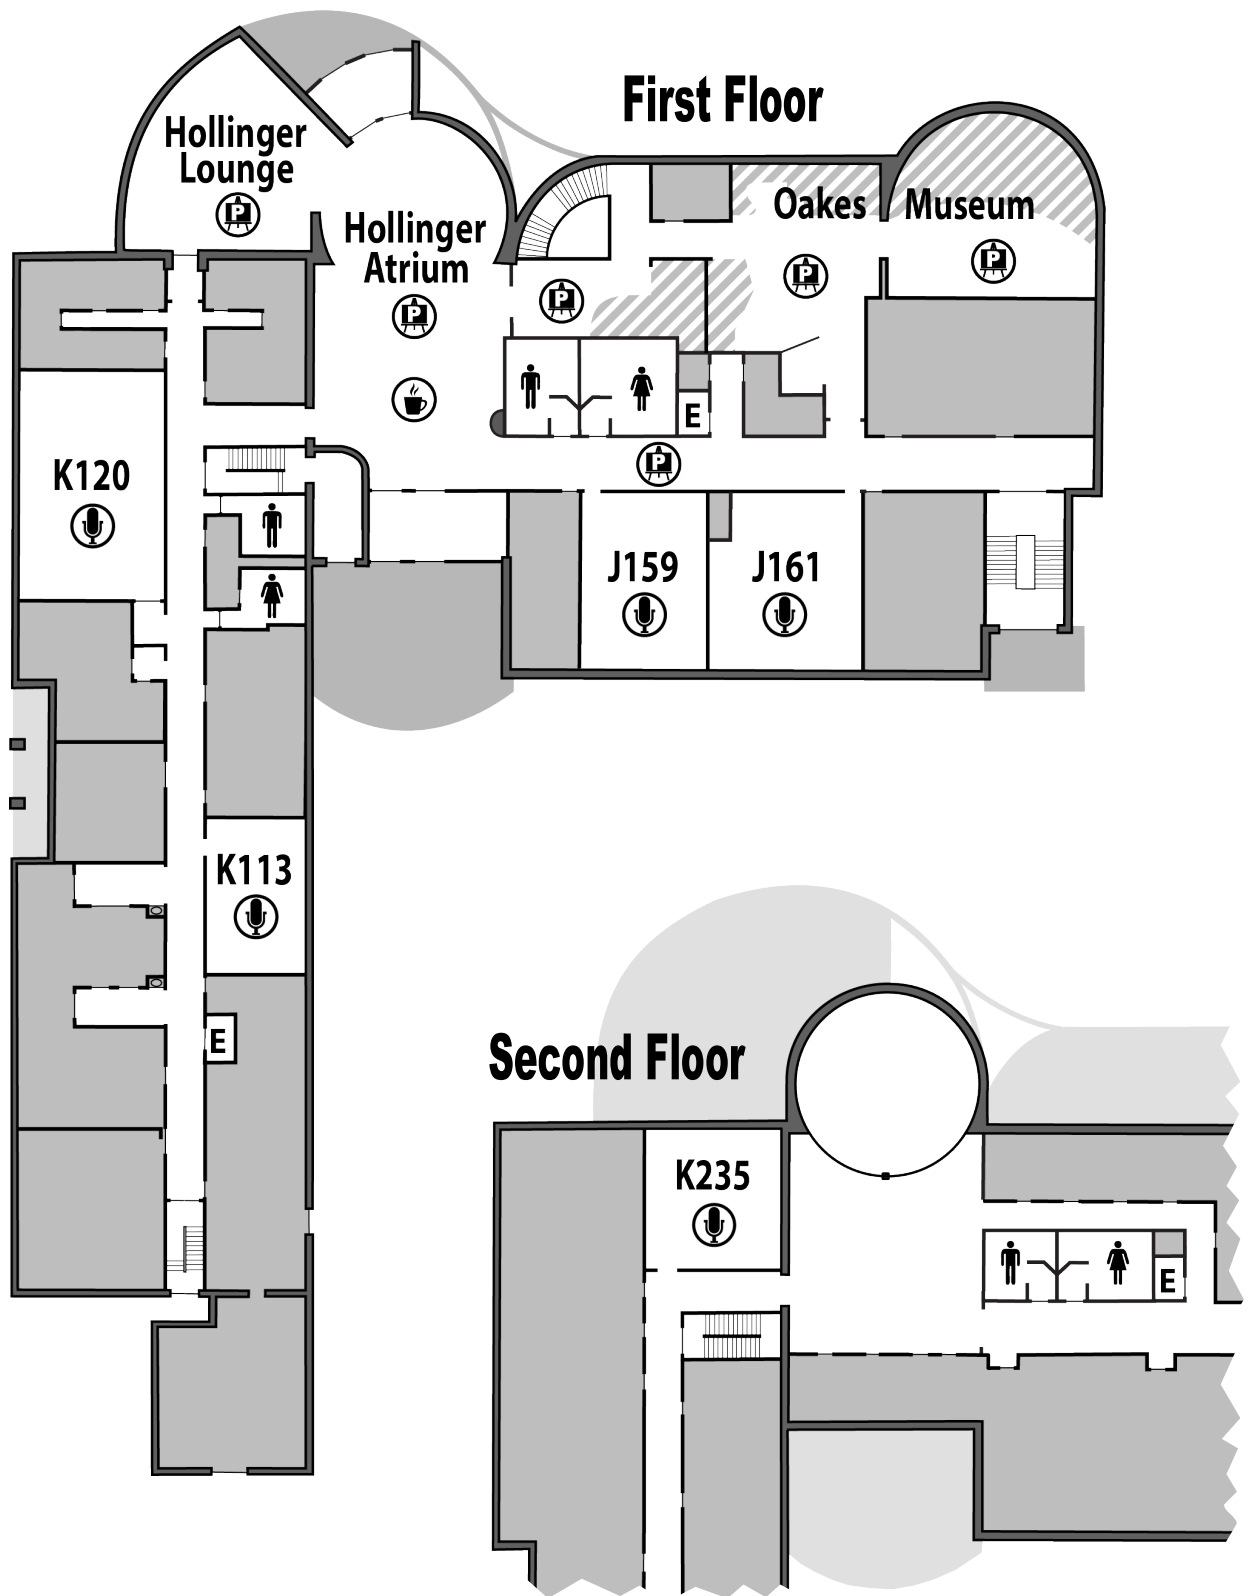 First Floor
Hollinger
Lounge
P
Hollinger
Atrium
P
P
Oakes Museum
P
P
E
P
K120
J159
J161
K113
E
Second Floor
K235
E